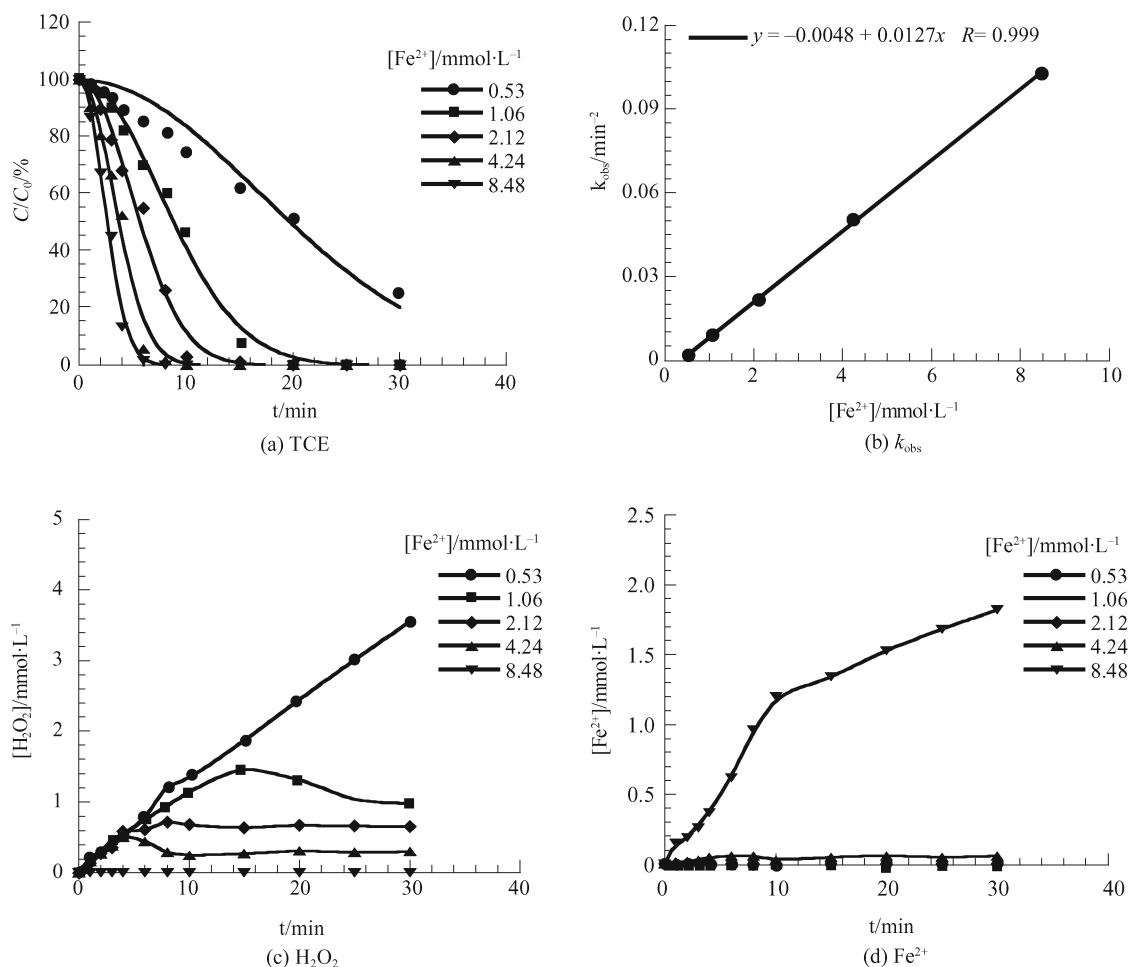 120
100
80
60
40
20
0
C/C₀/%
0 10 20 30 40
t/min
[Fe²⁺]/mmol·L⁻¹
0.53
1.06
2.12
4.24
8.48
(a) TCE
0.12
0.09
0.06
0.03
0
k_obs/min⁻²
y = –0.0048 + 0.0127x R= 0.999
0 2 4 6 8 10
[Fe²⁺]/mmol·L⁻¹
(b) k_obs
5
4
3
2
1
0
[H₂O₂]/mmol·L⁻¹
[Fe²⁺]/mmol·L⁻¹
0.53
1.06
2.12
4.24
8.48
0 10 20 30 40
t/min
(c) H₂O₂
2.5
2.0
1.5
1.0
0.5
0
[Fe²⁺]/mmol·L⁻¹
[Fe²⁺]/mmol·L⁻¹
0.53
1.06
2.12
4.24
8.48
0 10 20 30 40
t/min
(d) Fe²⁺